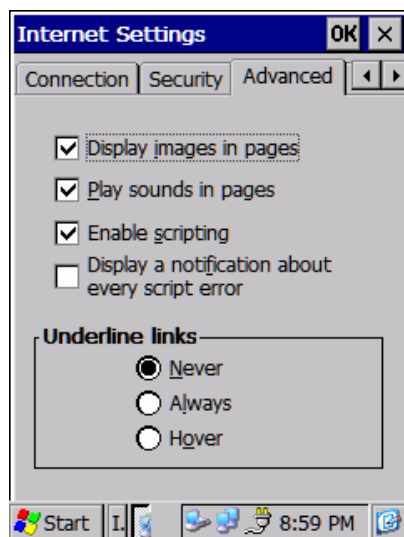 Internet Settings OK ×
Connection Security Advanced
Display images in pages
Play sounds in pages
Enable scripting
Display a notification about
every script error
Underline links
Never
Always
Hover
Start I. 8:59 PM